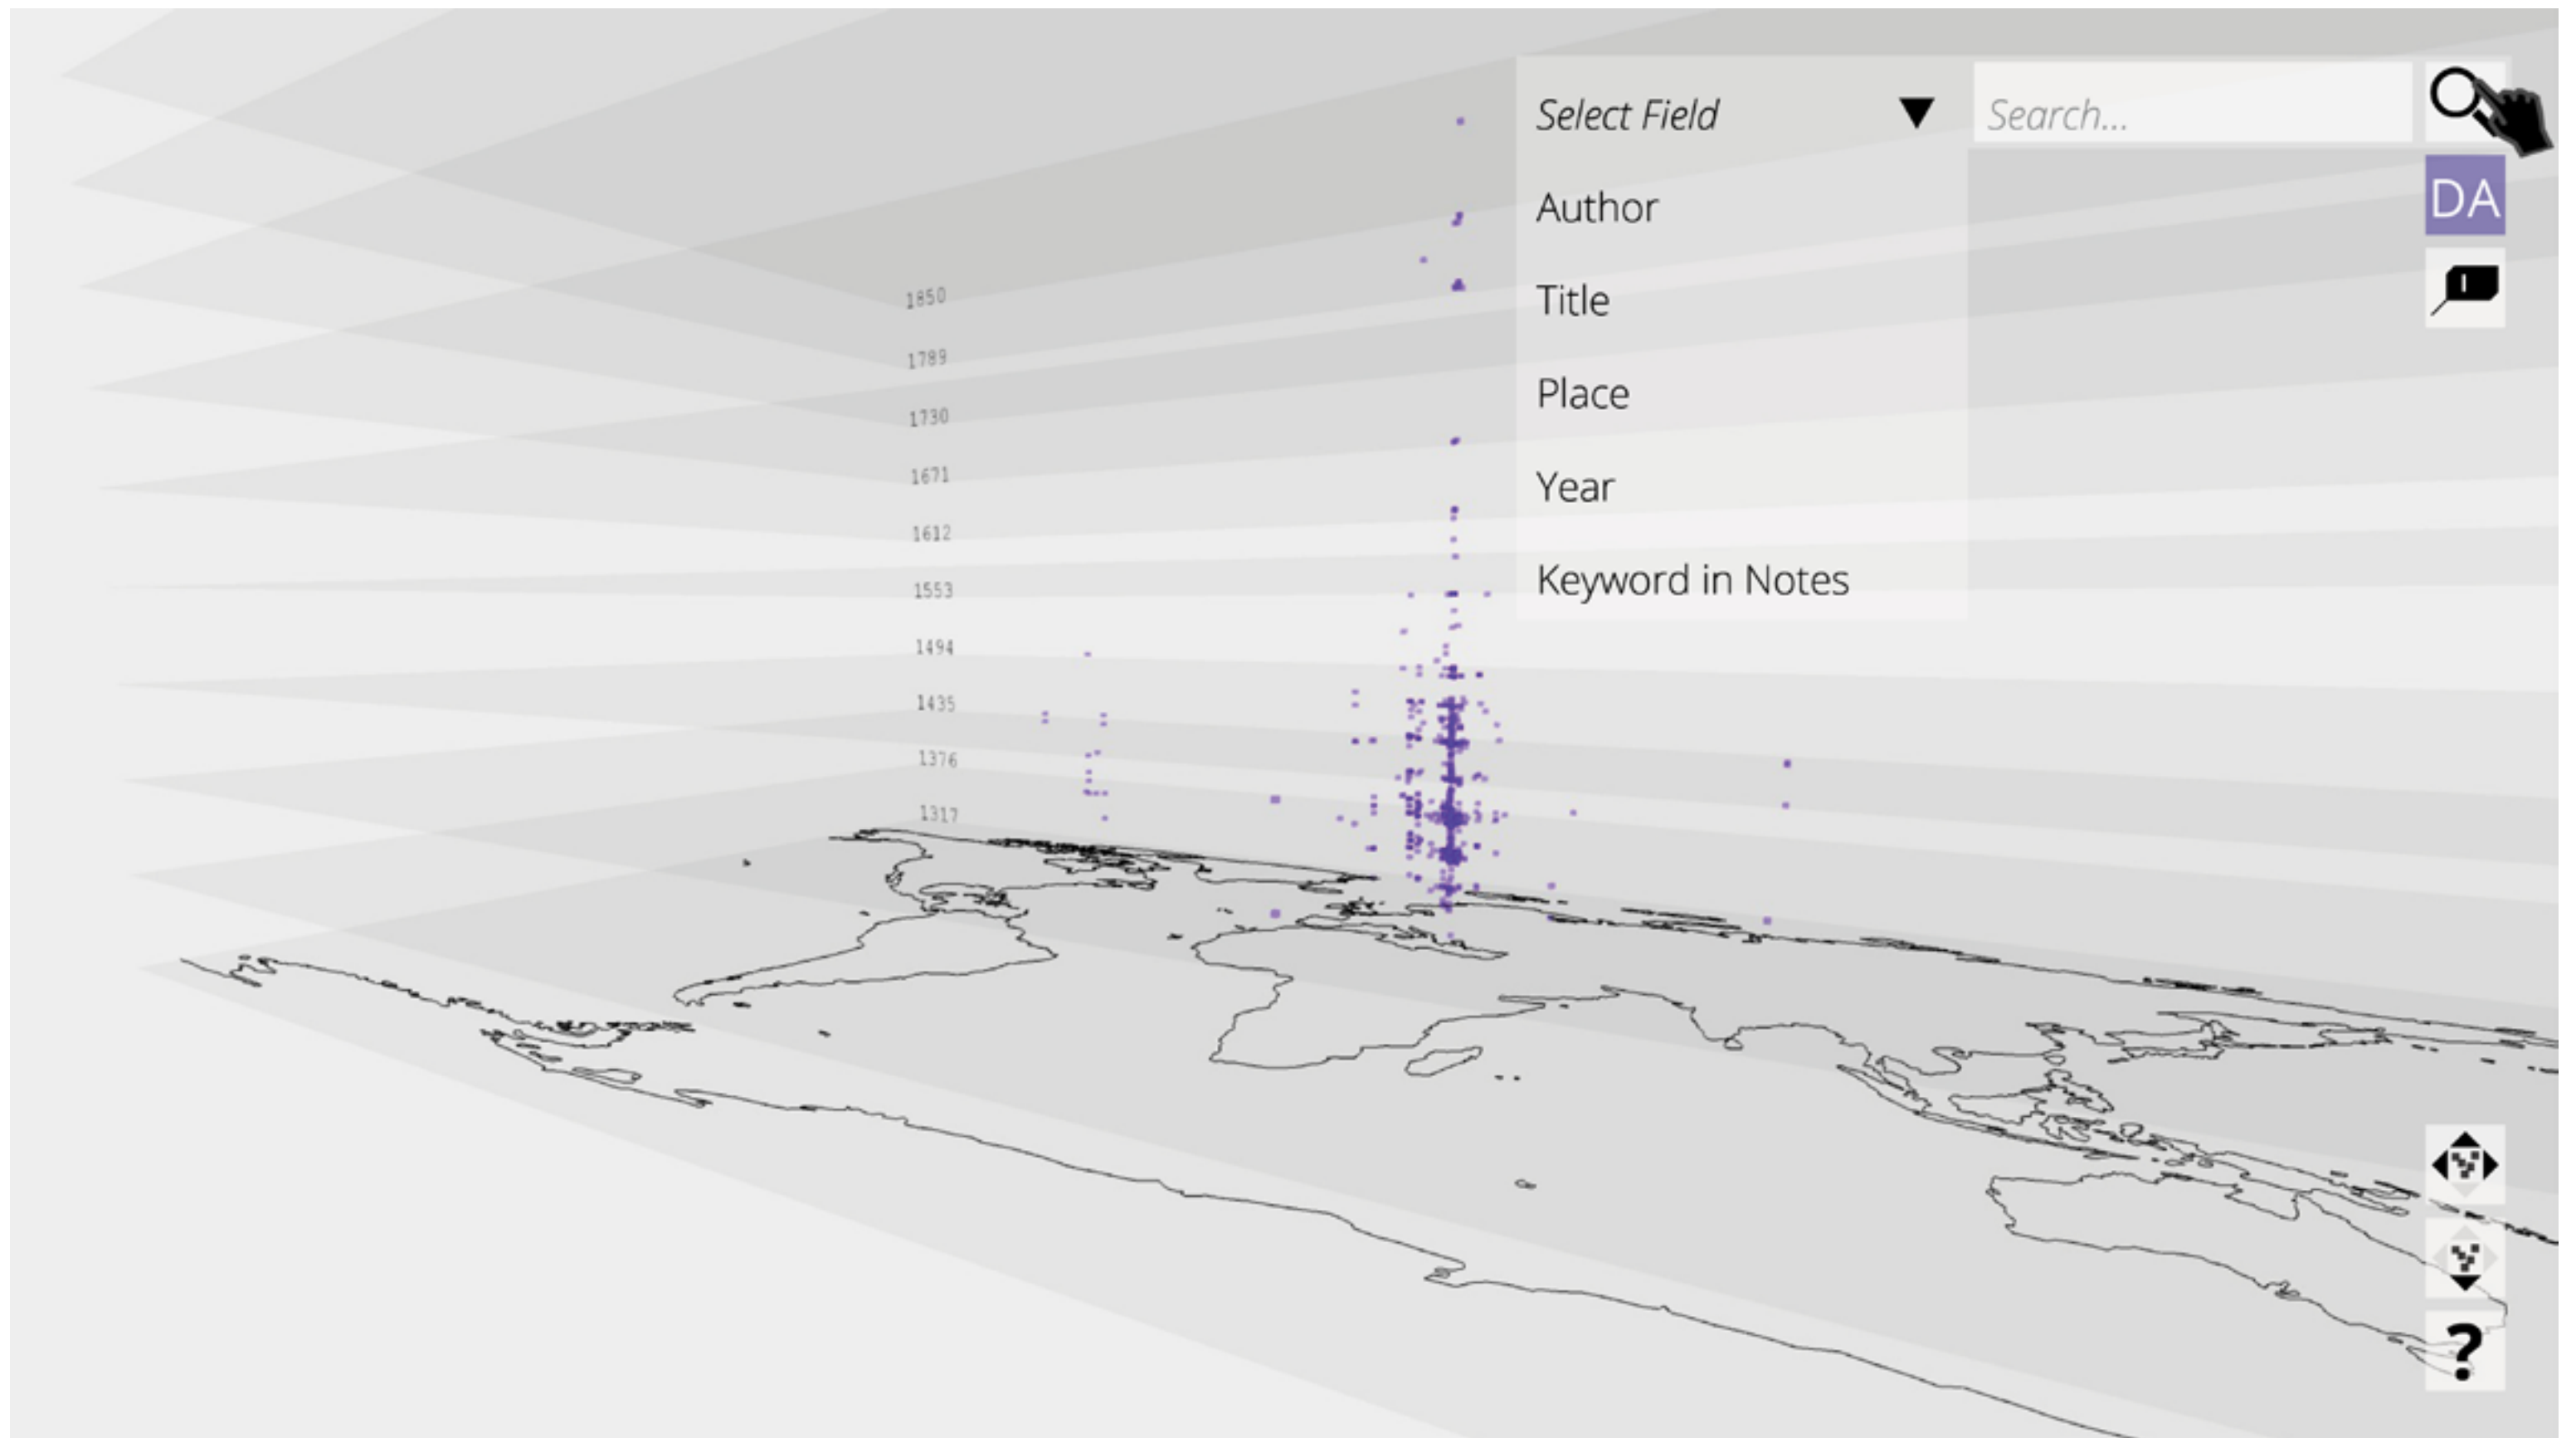 Select Field ▼ Search...
DA
Author
Title
Place
Year
Keyword in Notes
1850
1789
1730
1671
1612
1553
1494
1435
1376
1317
?